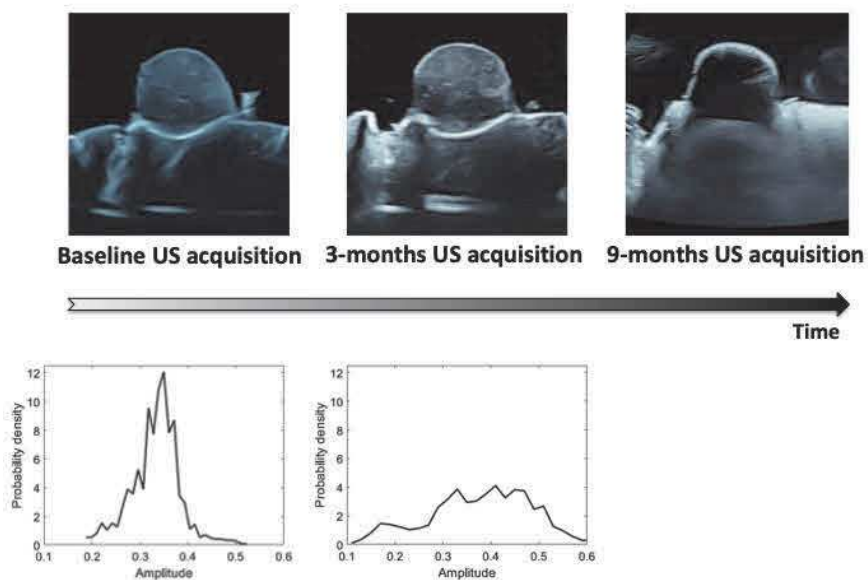 Baseline US acquisition
3-months US acquisition
9-months US acquisition
Time
12
10
8
6
4
2
0
Probability density
0.1 0.2 0.3 0.4 0.5 0.6
Amplitude
12
10
8
6
4
2
0
Probability density
0.1 0.2 0.3 0.4 0.5 0.6
Amplitude